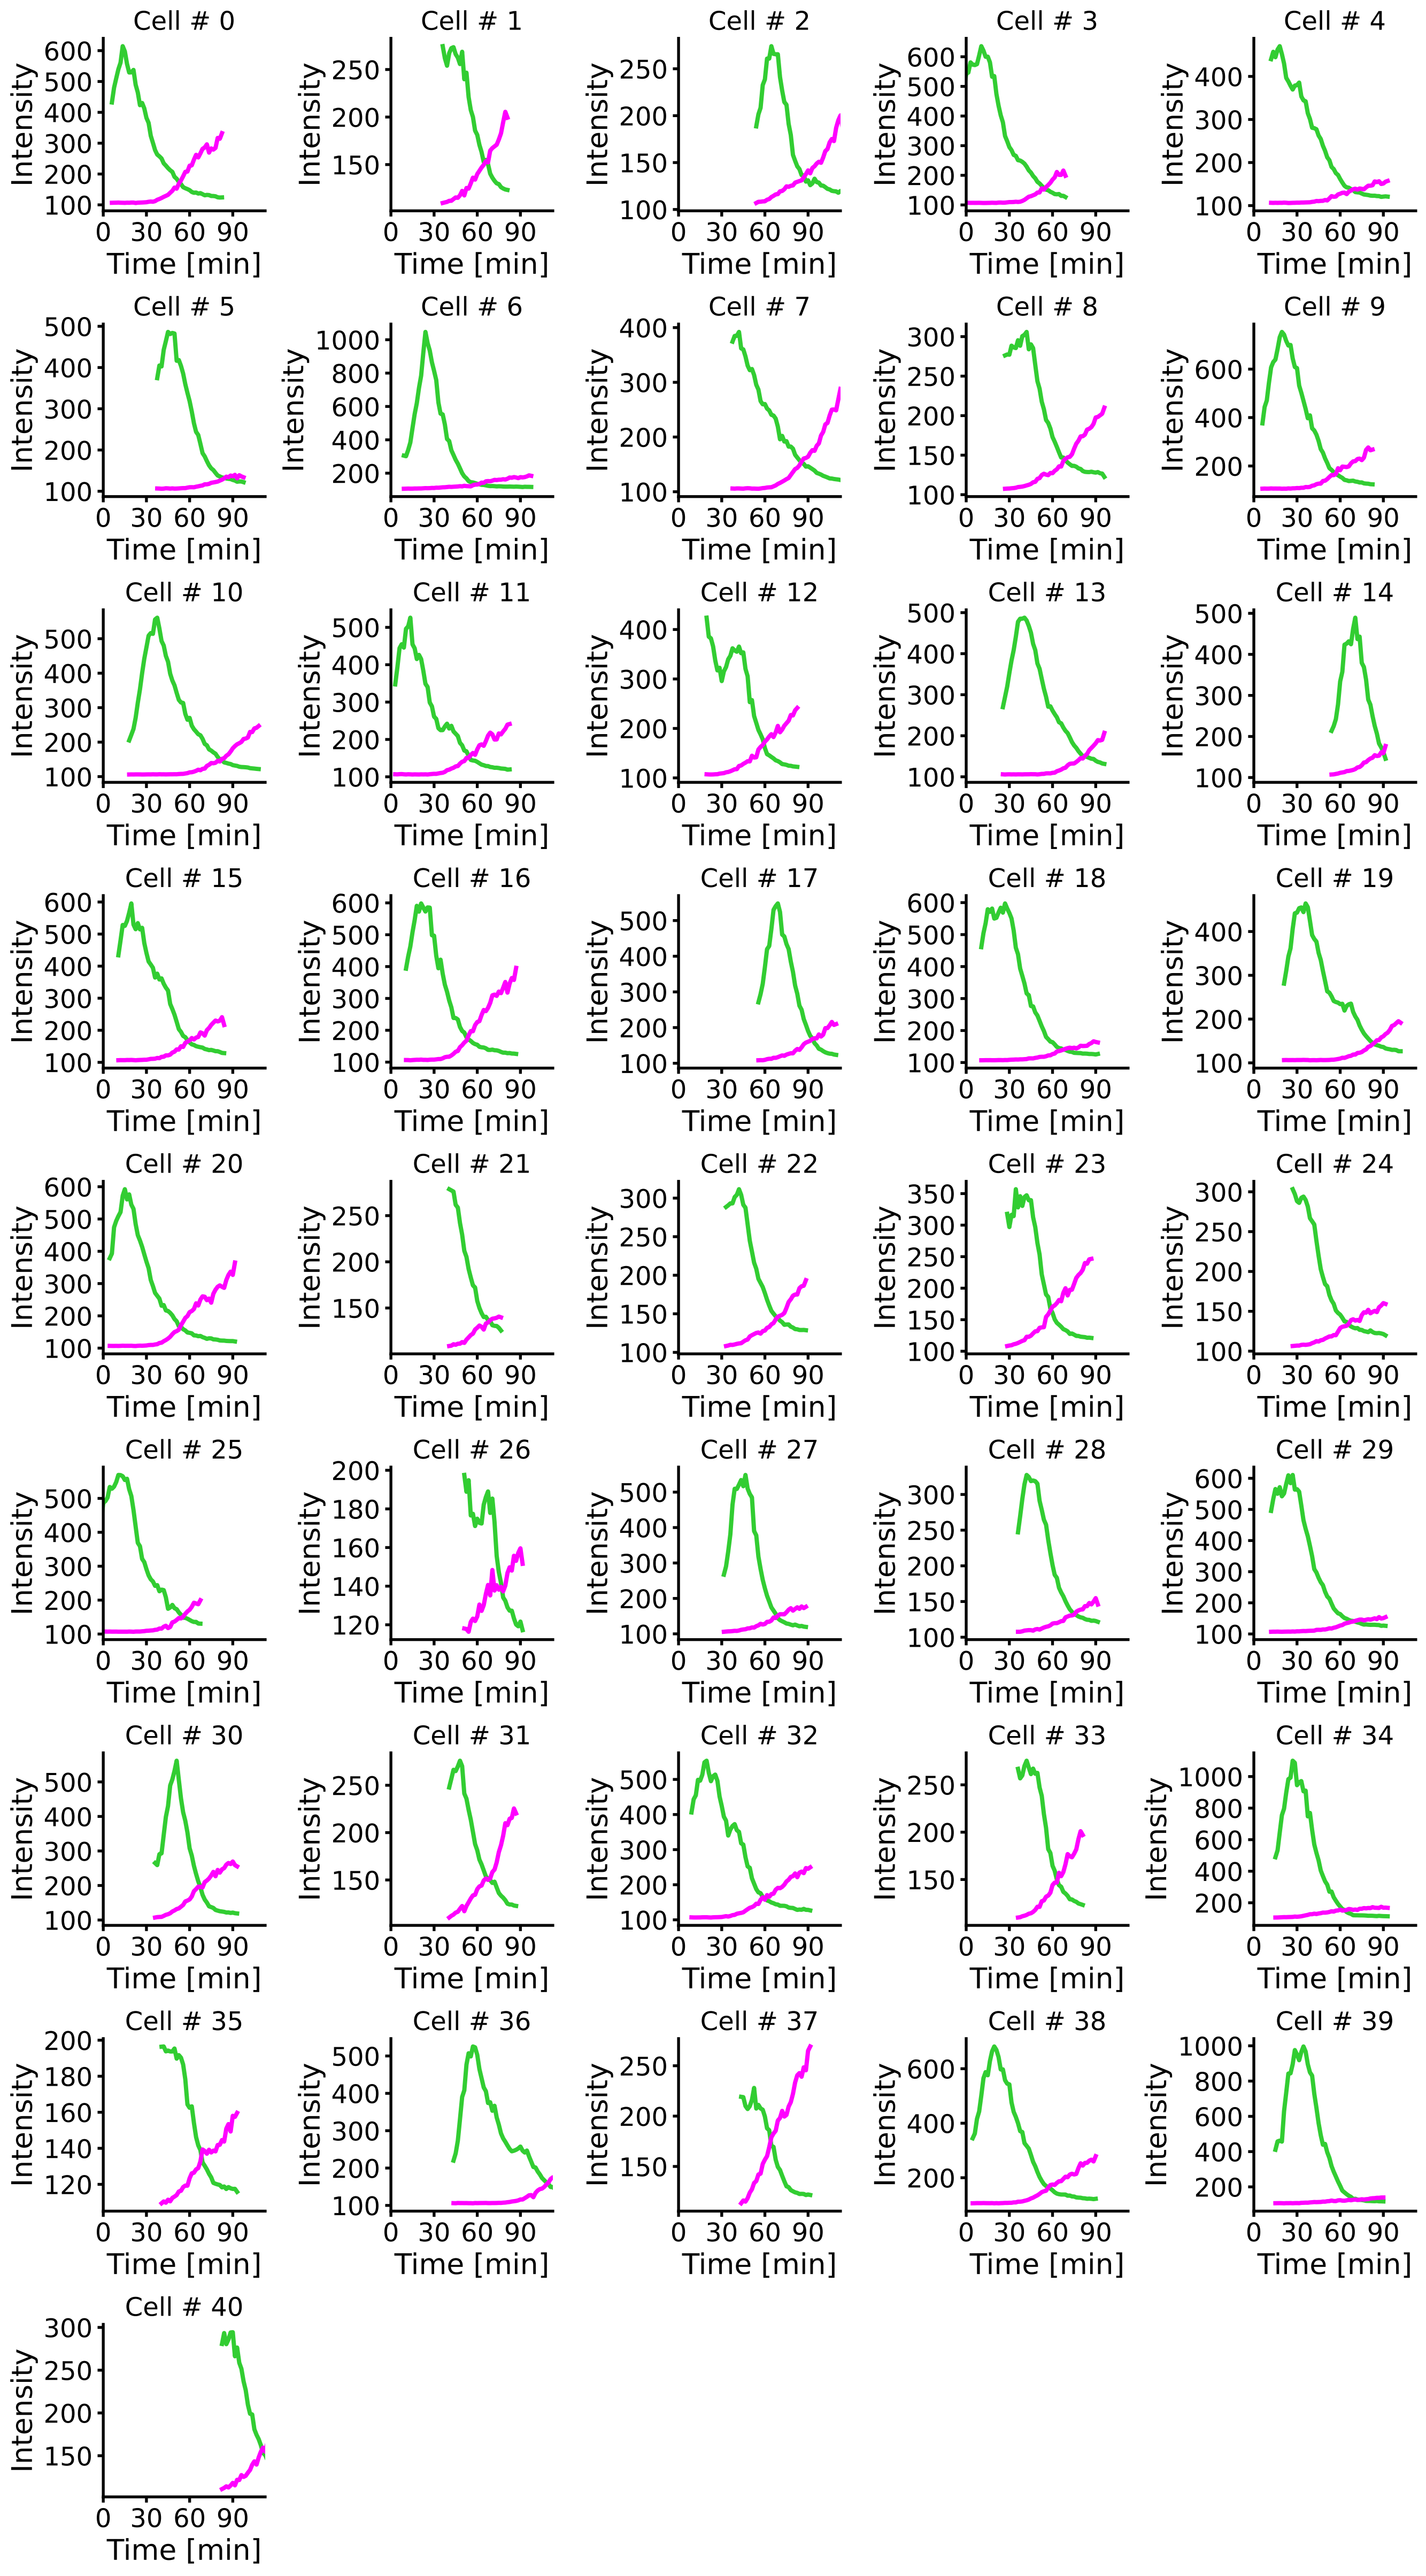 Cell # 0
Intensity
600
500
400
300
200
100
0 30 60 90
Time [min]
Cell # 1
Intensity
250
200
150
0 30 60 90
Time [min]
Cell # 2
Intensity
250
200
150
100
0 30 60 90
Time [min]
Cell # 3
Intensity
600
500
400
300
200
100
0 30 60 90
Time [min]
Cell # 4
Intensity
400
300
200
100
0 30 60 90
Time [min]
Cell # 5
Intensity
500
400
300
200
100
0 30 60 90
Time [min]
Cell # 6
Intensity
1000
800
600
400
200
0 30 60 90
Time [min]
Cell # 7
Intensity
400
300
200
100
0 30 60 90
Time [min]
Cell # 8
Intensity
300
250
200
150
100
0 30 60 90
Time [min]
Cell # 9
Intensity
600
400
200
0 30 60 90
Time [min]
Cell # 10
Intensity
500
400
300
200
100
0 30 60 90
Time [min]
Cell # 11
Intensity
500
400
300
200
100
0 30 60 90
Time [min]
Cell # 12
Intensity
400
300
200
100
0 30 60 90
Time [min]
Cell # 13
Intensity
500
400
300
200
100
0 30 60 90
Time [min]
Cell # 14
Intensity
500
400
300
200
100
0 30 60 90
Time [min]
Cell # 15
Intensity
600
500
400
300
200
100
0 30 60 90
Time [min]
Cell # 16
Intensity
600
500
400
300
200
100
0 30 60 90
Time [min]
Cell # 17
Intensity
500
400
300
200
100
0 30 60 90
Time [min]
Cell # 18
Intensity
600
500
400
300
200
100
0 30 60 90
Time [min]
Cell # 19
Intensity
400
300
200
100
0 30 60 90
Time [min]
Cell # 20
Intensity
600
500
400
300
200
100
0 30 60 90
Time [min]
Cell # 21
Intensity
250
200
150
0 30 60 90
Time [min]
Cell # 22
Intensity
300
250
200
150
100
0 30 60 90
Time [min]
Cell # 23
Intensity
350
300
250
200
150
100
0 30 60 90
Time [min]
Cell # 24
Intensity
300
250
200
150
100
0 30 60 90
Time [min]
Cell # 25
Intensity
500
400
300
200
100
0 30 60 90
Time [min]
Cell # 26
Intensity
200
180
160
140
120
0 30 60 90
Time [min]
Cell # 27
Intensity
500
400
300
200
100
0 30 60 90
Time [min]
Cell # 28
Intensity
300
250
200
150
100
0 30 60 90
Time [min]
Cell # 29
Intensity
600
500
400
300
200
100
0 30 60 90
Time [min]
Cell # 30
Intensity
500
400
300
200
100
0 30 60 90
Time [min]
Cell # 31
Intensity
250
200
150
0 30 60 90
Time [min]
Cell # 32
Intensity
500
400
300
200
100
0 30 60 90
Time [min]
Cell # 33
Intensity
250
200
150
0 30 60 90
Time [min]
Cell # 34
Intensity
1000
800
600
400
200
0 30 60 90
Time [min]
Cell # 35
Intensity
200
180
160
140
120
0 30 60 90
Time [min]
Cell # 36
Intensity
500
400
300
200
100
0 30 60 90
Time [min]
Cell # 37
Intensity
250
200
150
0 30 60 90
Time [min]
Cell # 38
Intensity
600
400
200
0 30 60 90
Time [min]
Cell # 39
Intensity
1000
800
600
400
200
0 30 60 90
Time [min]
Cell # 40
Intensity
300
250
200
150
0 30 60 90
Time [min]